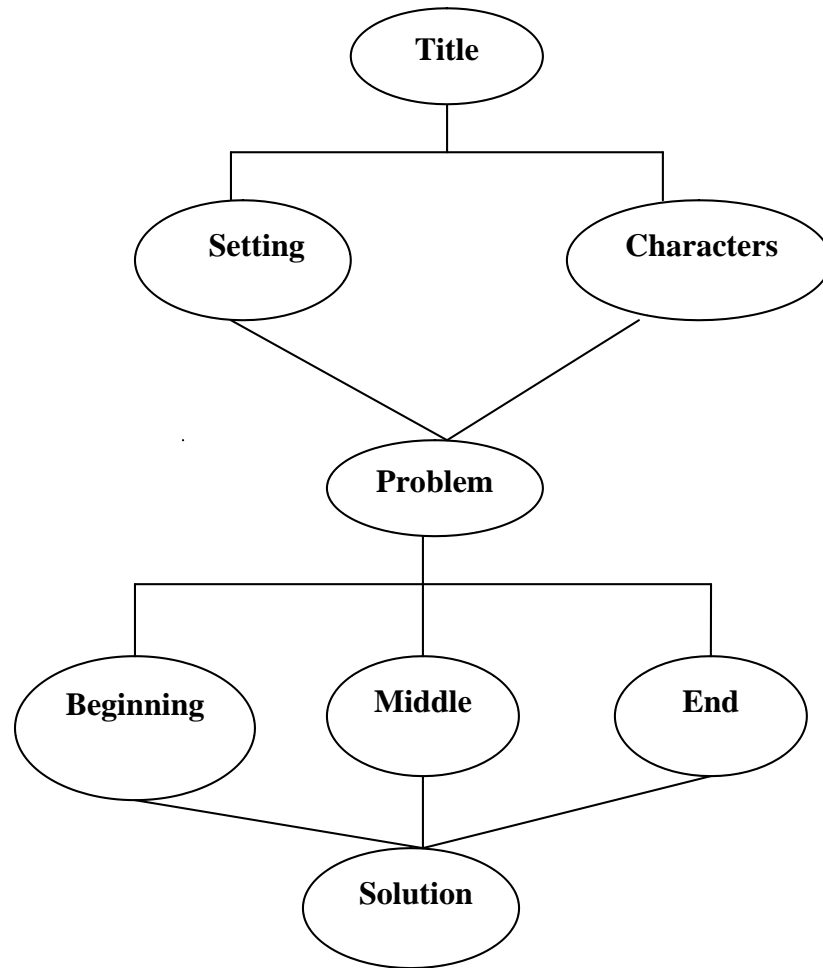 Title
Setting
Characters
Problem
Beginning
Middle
End
Solution